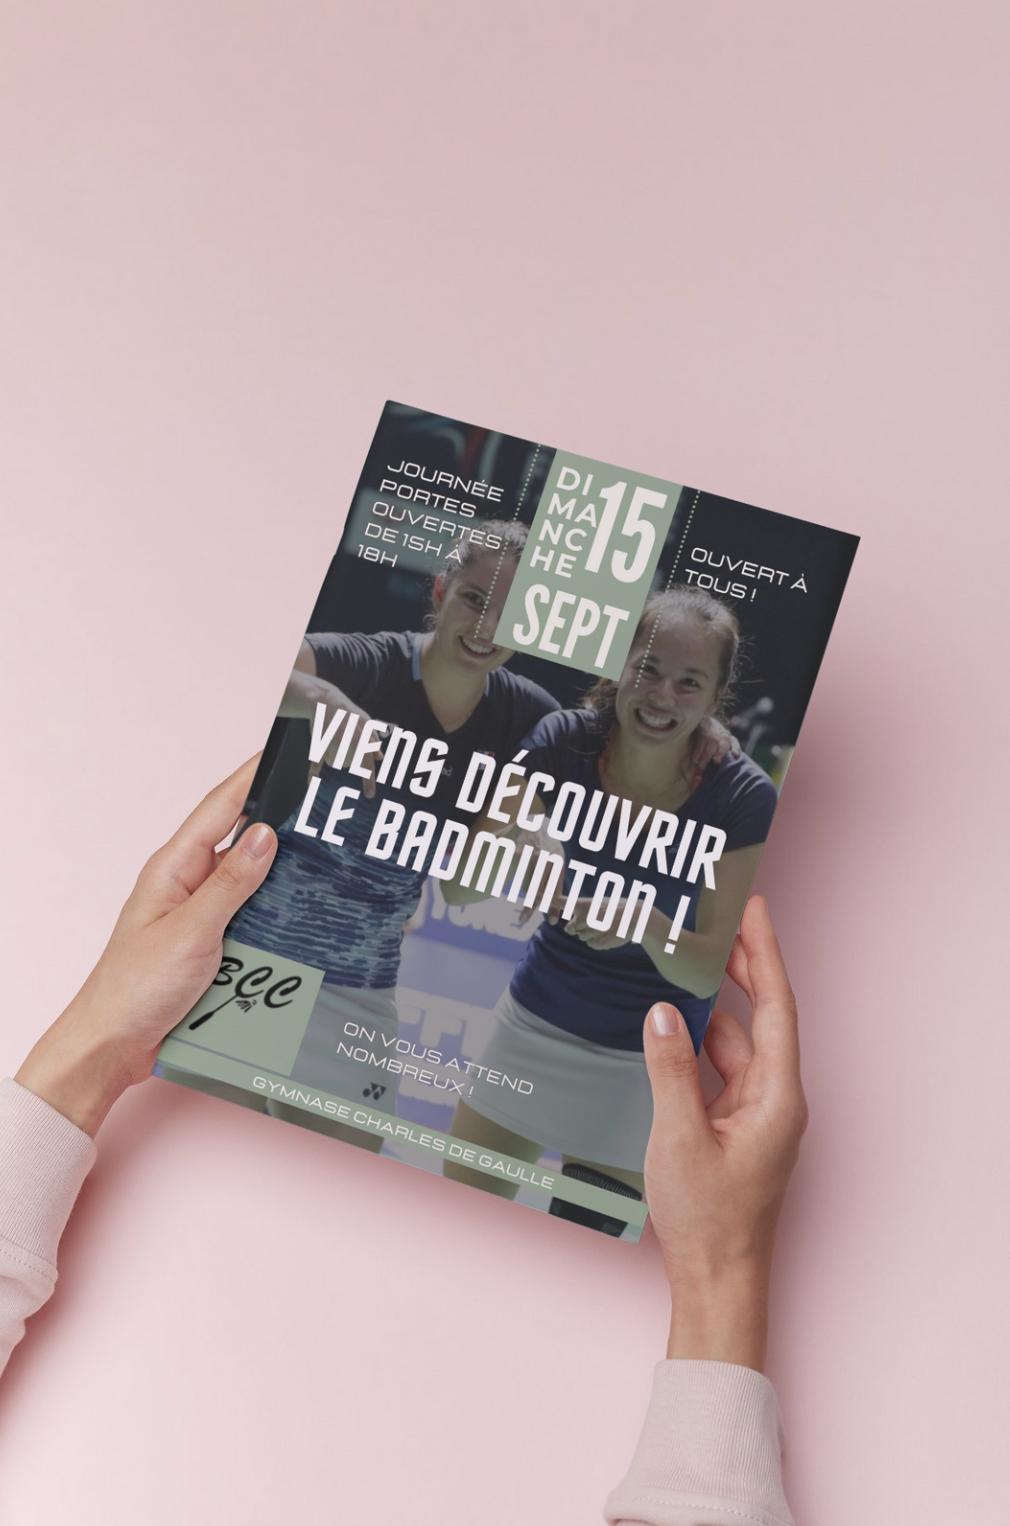 JOURNÉE
PORTES
OUVERTES
DE 15H À
18H
DI
MA
NC
HE
15
SEPT
OUVERT À
TOUS !
VIENS DÉCOUVRIR
LE BADMINTON !
BCC
ON VOUS ATTEND
NOMBREUX !
GYMNASE CHARLES DE GAULLE